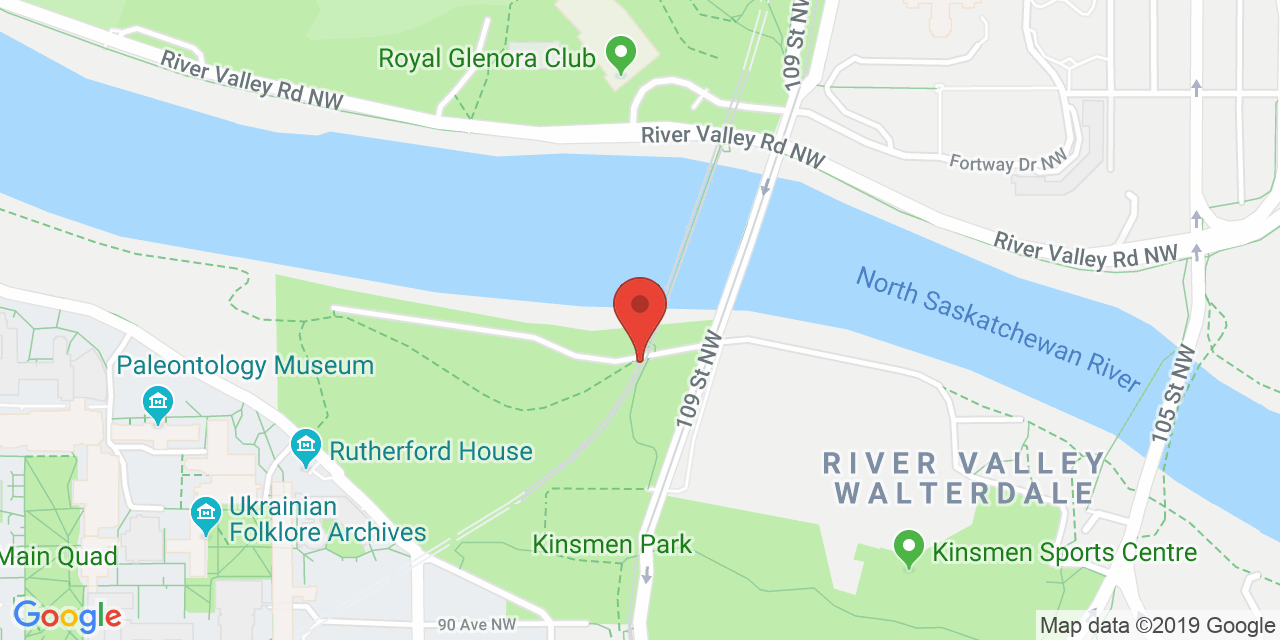 109 St NW
Royal Glenora Club
River Valley Rd NW
River Valley Rd NW
Fortway Dr NW
River Valley Rd NW
North Saskatchewan River
Paleontology Museum
109 St NW
105 St NW
Rutherford House
RIVER VALLEY
WALTERDALE
Ukrainian
Folklore Archives
Kinsmen Park
Kinsmen Sports Centre
Main Quad
Google
90 Ave NW
Map data ©2019 Google